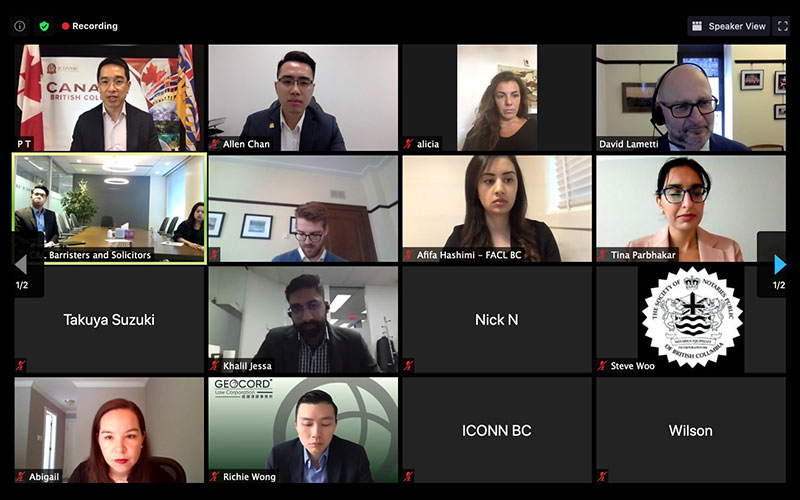 Recording
Speaker View
ICONN BC
CANA
BRITISH COLU
P T
Allen Chan
alicia
David Lametti
C&L Barristers and Solicitors
Afifa Hashimi – FACL BC
Tina Parbhakar
1/2
1/2
Takuya Suzuki
Khalil Jessa
Nick N
THE SOCIETY OF NOTARIES PUBLIC
OF BRITISH COLUMBIA
Steve Woo
Abigail
GEOCORD
Law Corporation
Richie Wong
ICONN BC
Wilson